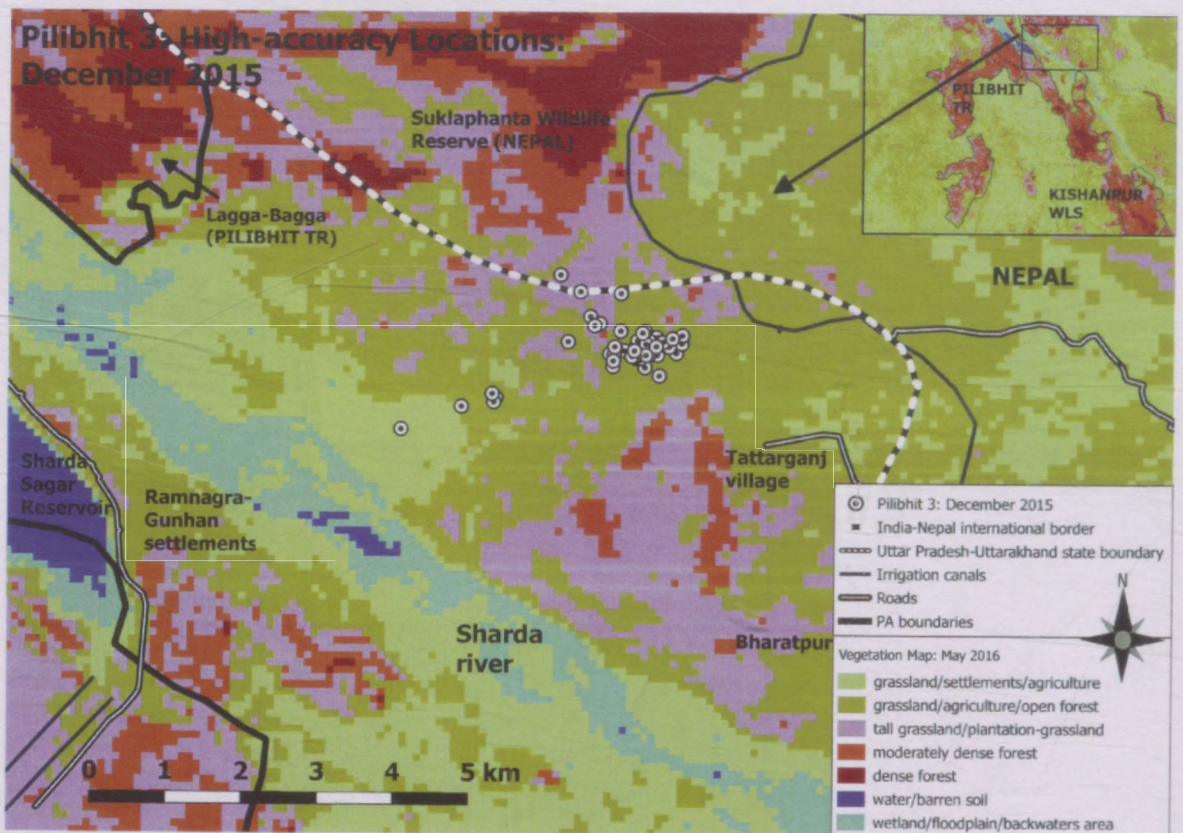 Pilibhit 3: High-accuracy Locations:
December 2015
Suklaphanta Wildlife
Reserve (NEPAL)
PILIBHIT
TR
KISHANPUR
WLS
Lagga-Bagga
(PILIBHIT TR)
NEPAL
Sharda
Sagar
Reservoir
Ramnagra-
Gunhan
settlements
Tattarganj
village
Sharda
river
Bharatpur
0 1 2 3 4 5 km
Pilibhit 3: December 2015
India-Nepal international border
Uttar Pradesh-Uttarakhand state boundary
Irrigation canals
Roads
PA boundaries
N
Vegetation Map: May 2016
grassland/settlements/agriculture
grassland/agriculture/open forest
tall grassland/plantation-grassland
moderately dense forest
dense forest
water/barren soil
wetland/floodplain/backwaters area